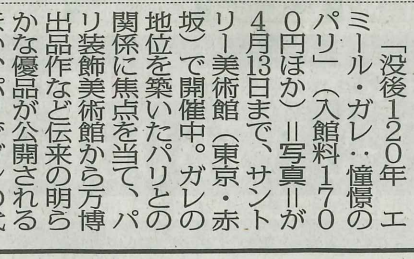 「没後120年　エ
ミール・ガレ：憧憬の
パリ」（入館料170
0円ほか）＝写真＝が
4月13日まで、サント
リー美術館（東京・赤
坂）で開催中。ガレの
地位を築いたパリとの
関係に焦点を当て、パ
リ装飾美術館から万博
出品作など伝来の明ら
かな優品が公開される